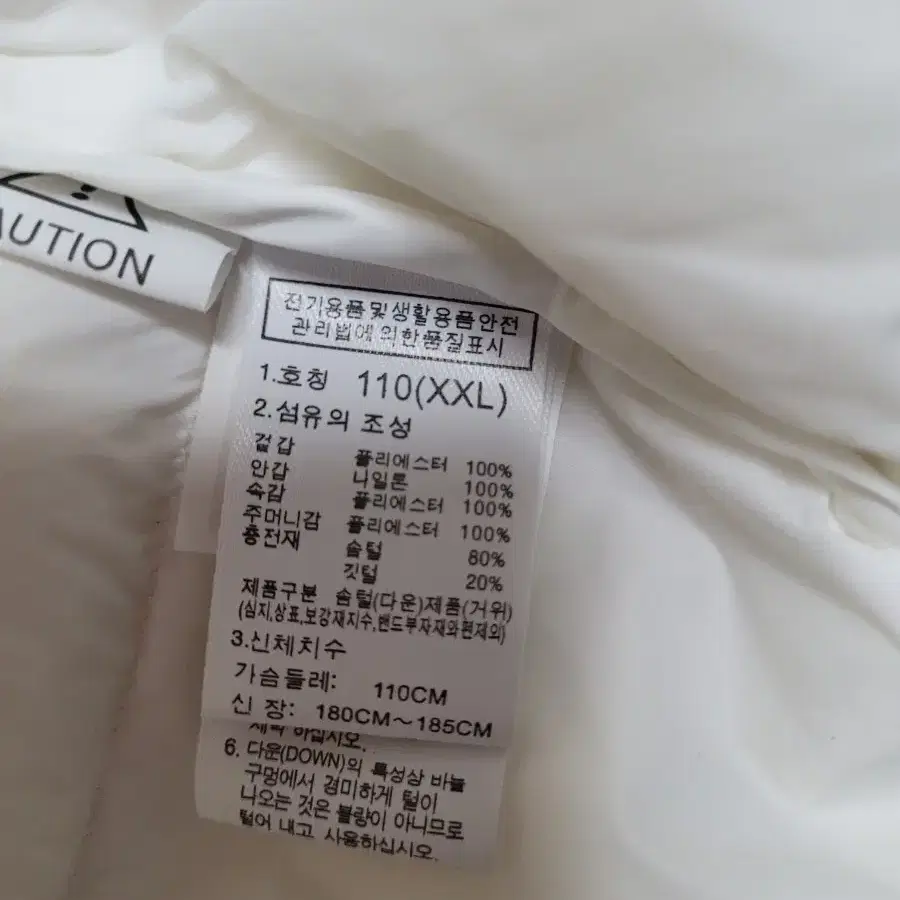 AUTION
전기용품및생활용품안전
관리법에의한품질표시
1.호칭 110(XXL)
2.섬유의 조성
겉감 폴리에스터 100%
안감 나일론 100%
속감 폴리에스터 100%
주머니감 폴리에스터 100%
충전재 솜털 80%
깃털 20%
제품구분 솜털(다운)제품(거위)
(심지,상표,보강재지수,밴드부자재와편제외)
3.신체치수
가슴둘레: 110CM
신 장: 180CM~185CM
하십시오.
6. 다운(DOWN)의 특성상 바늘
구멍에서 경미하게 털이
나오는 것은 불량이 아니므로
털어 내고 사용하십시오.